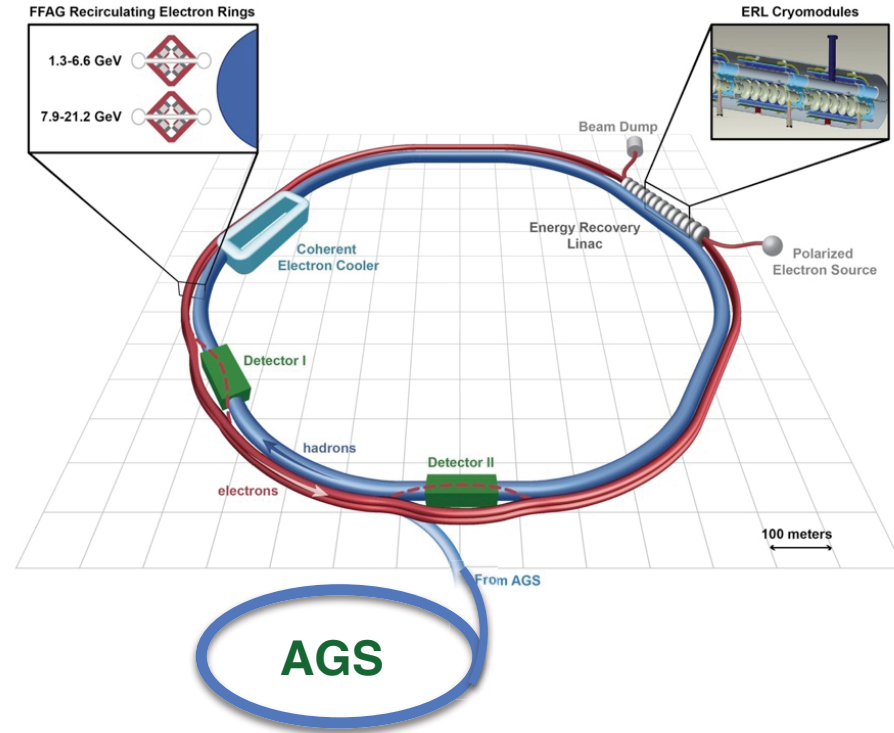 FFAG Recirculating Electron Rings
1.3-6.6 GeV
7.9-21.2 GeV
ERL Cryomodules
Beam Dump
Energy Recovery
Linac
Polarized
Electron Source
Coherent
Electron Cooler
Detector I
hadrons
Detector II
electrons
100 meters
From AGS
AGS